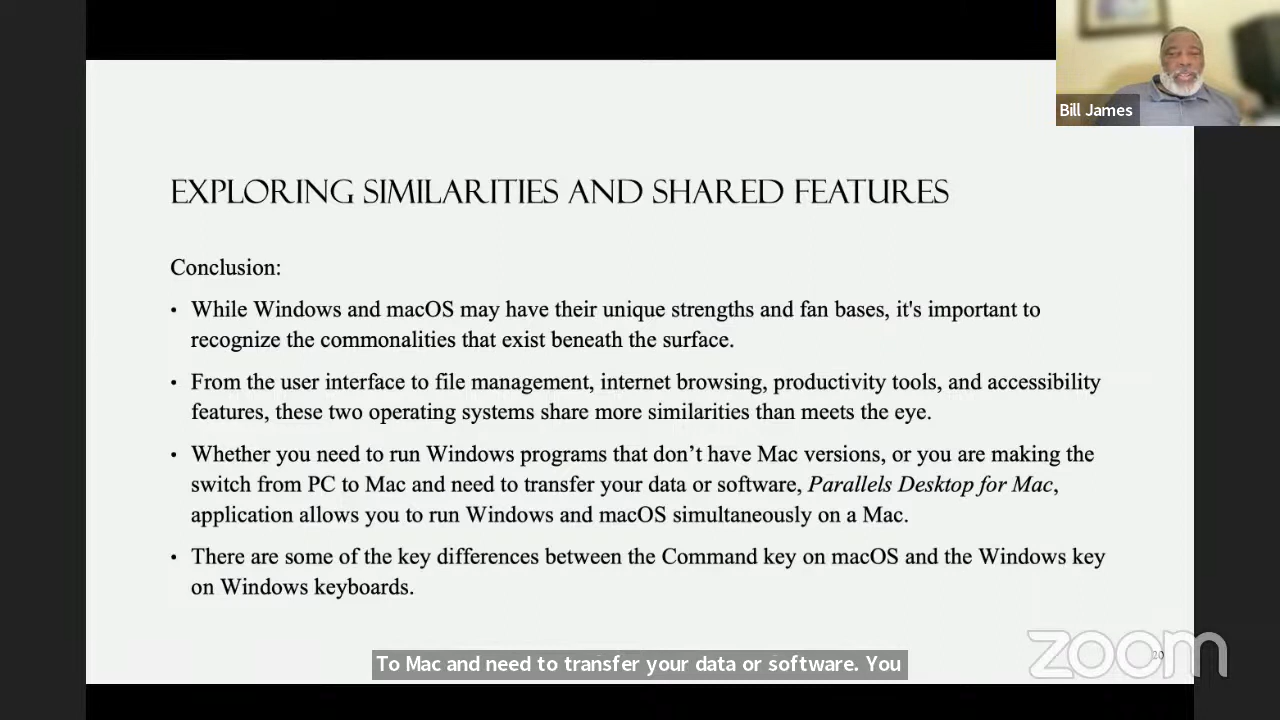 Bill James
EXPLORING SIMILARITIES AND SHARED FEATURES
Conclusion:
• While Windows and macOS may have their unique strengths and fan bases, it's important to
recognize the commonalities that exist beneath the surface.
• From the user interface to file management, internet browsing, productivity tools, and accessibility
features, these two operating systems share more similarities than meets the eye.
• Whether you need to run Windows programs that don’t have Mac versions, or you are making the
switch from PC to Mac and need to transfer your data or software, Parallels Desktop for Mac,
application allows you to run Windows and macOS simultaneously on a Mac.
• There are some of the key differences between the Command key on macOS and the Windows key
on Windows keyboards.
To Mac and need to transfer your data or software. You
zoom
20